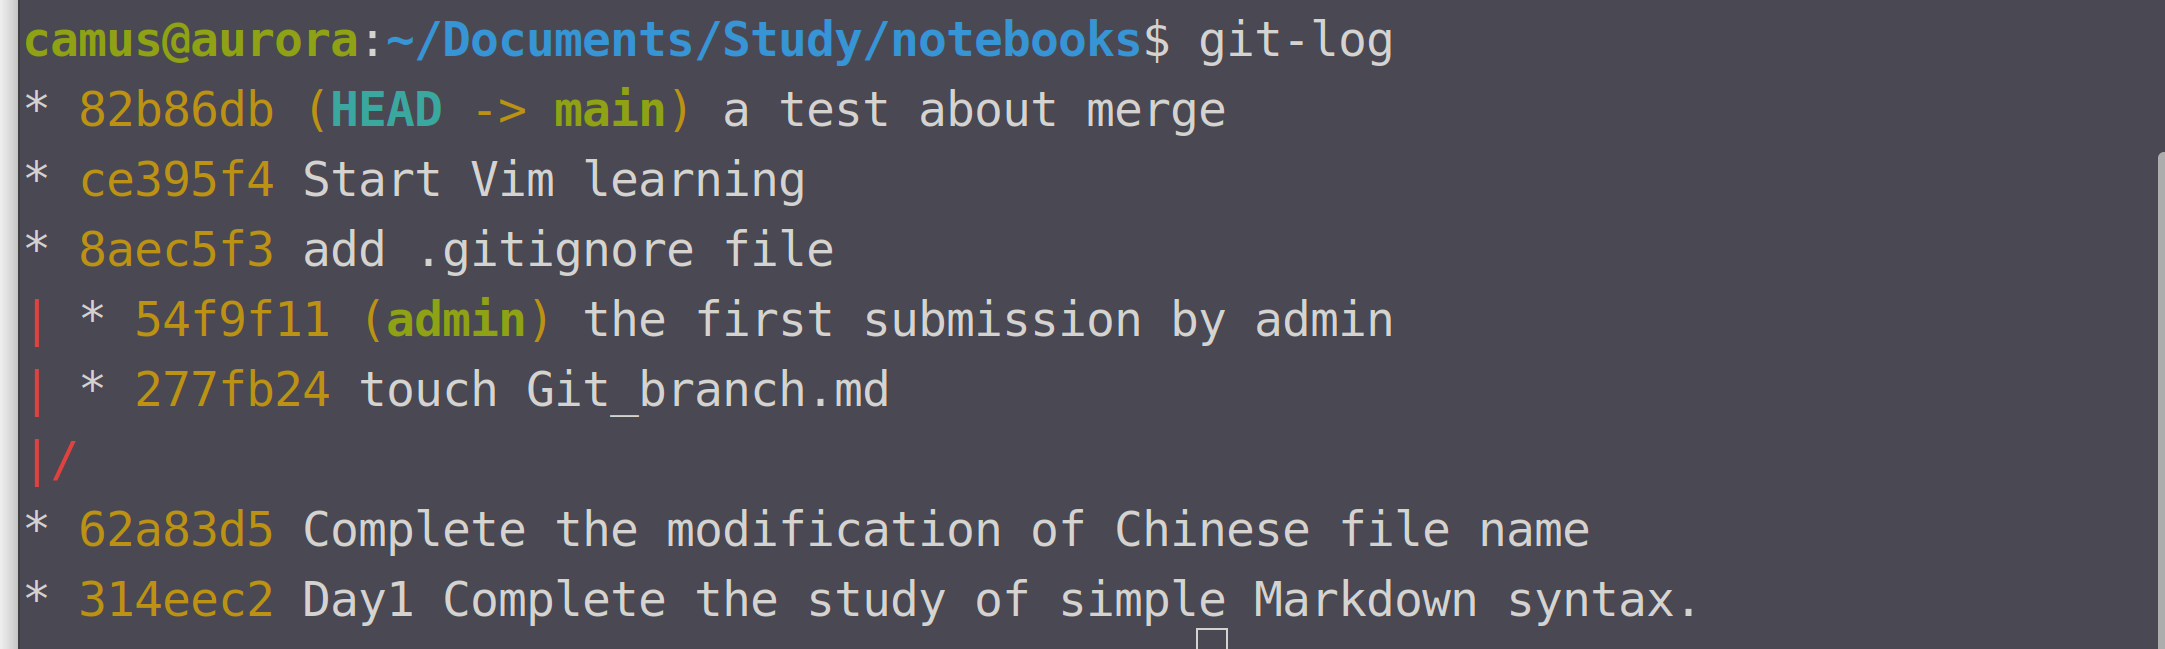 camus@aurora:~/Documents/Study/notebooks$ git-log
* 82b86db (HEAD -> main) a test about merge
* ce395f4 Start Vim learning
* 8aec5f3 add .gitignore file
| * 54f9f11 (admin) the first submission by admin
| * 277fb24 touch Git_branch.md
|/
* 62a83d5 Complete the modification of Chinese file name
* 314eec2 Day1 Complete the study of simple Markdown syntax.